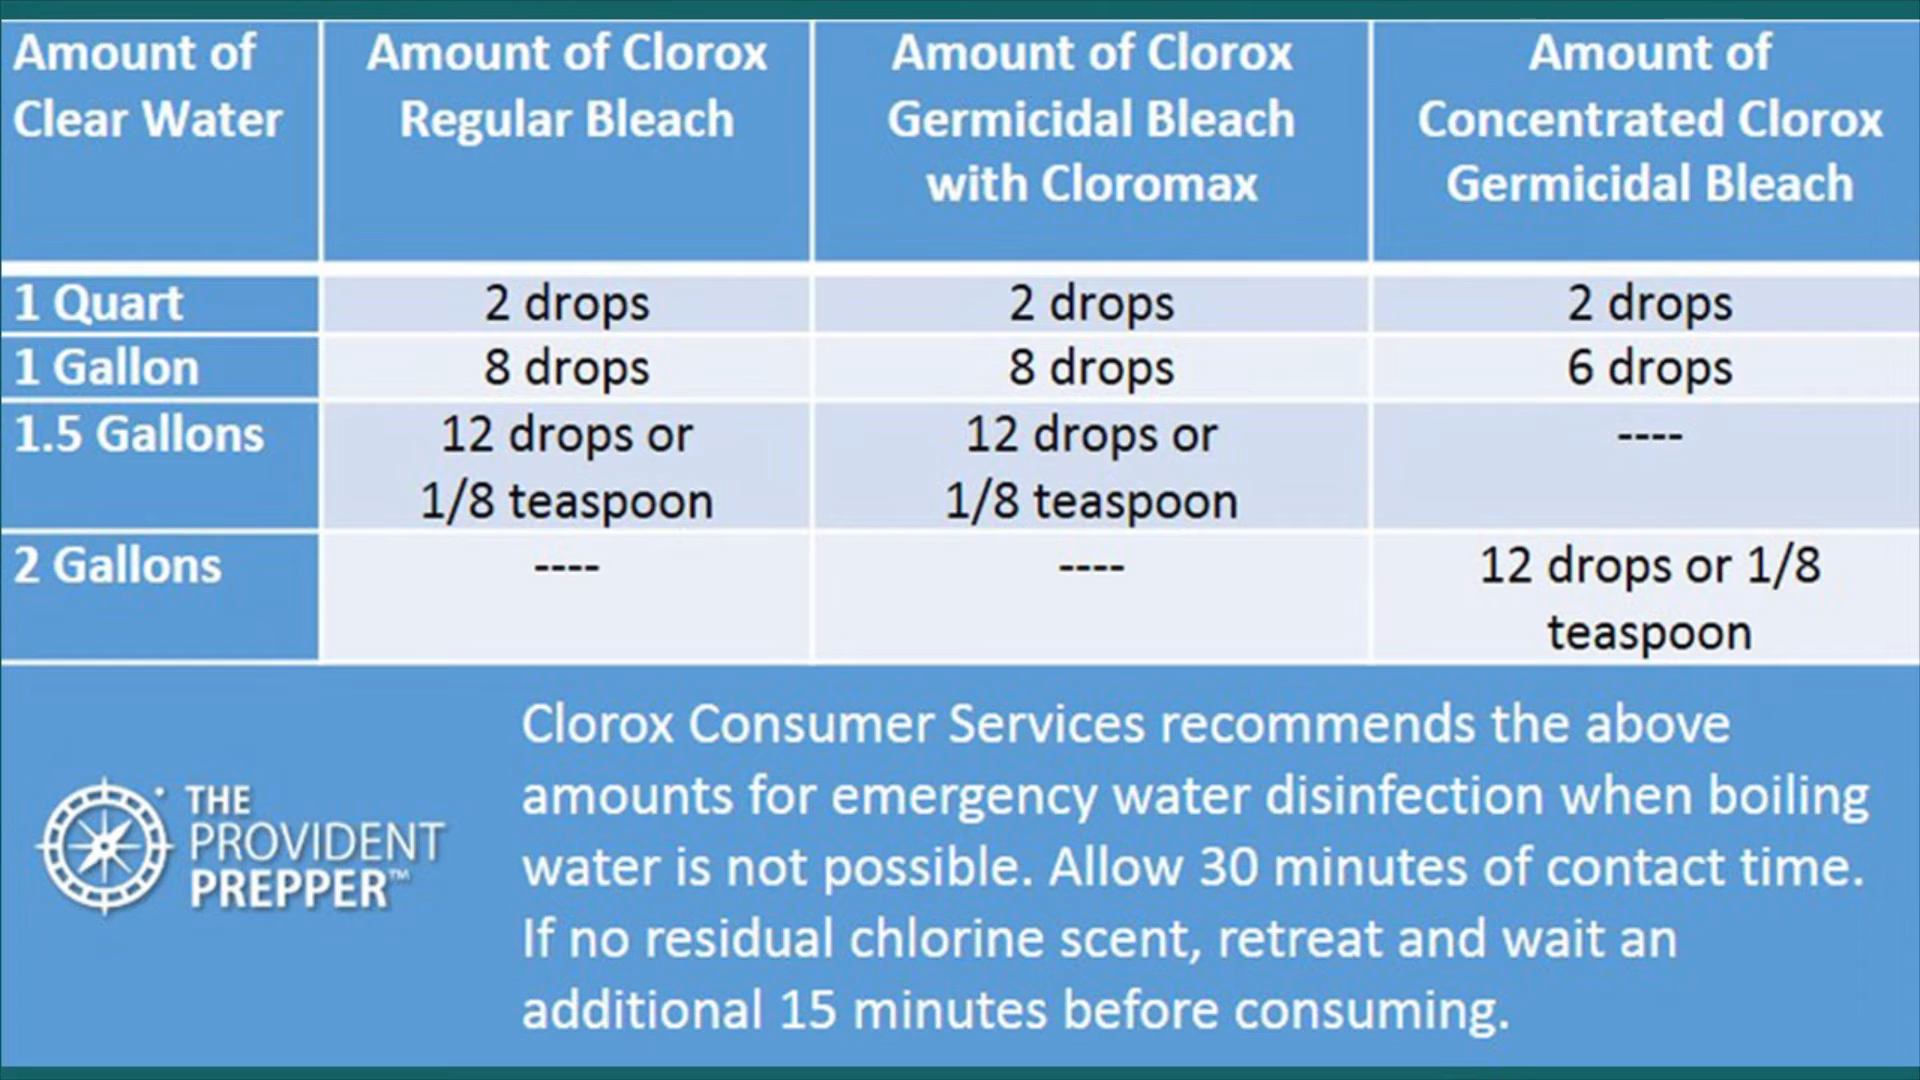 Amount of Clear Water
Amount of Clorox Regular Bleach
Amount of Clorox Germicidal Bleach with Cloromax
Amount of Concentrated Clorox Germicidal Bleach
1 Quart 2 drops 2 drops 2 drops
1 Gallon 8 drops 8 drops 6 drops
1.5 Gallons 12 drops or 1/8 teaspoon 12 drops or 1/8 teaspoon ----
2 Gallons ---- ---- 12 drops or 1/8 teaspoon
THE
PROVIDENT
PREPPER™
Clorox Consumer Services recommends the above
amounts for emergency water disinfection when boiling
water is not possible. Allow 30 minutes of contact time.
If no residual chlorine scent, retreat and wait an
additional 15 minutes before consuming.